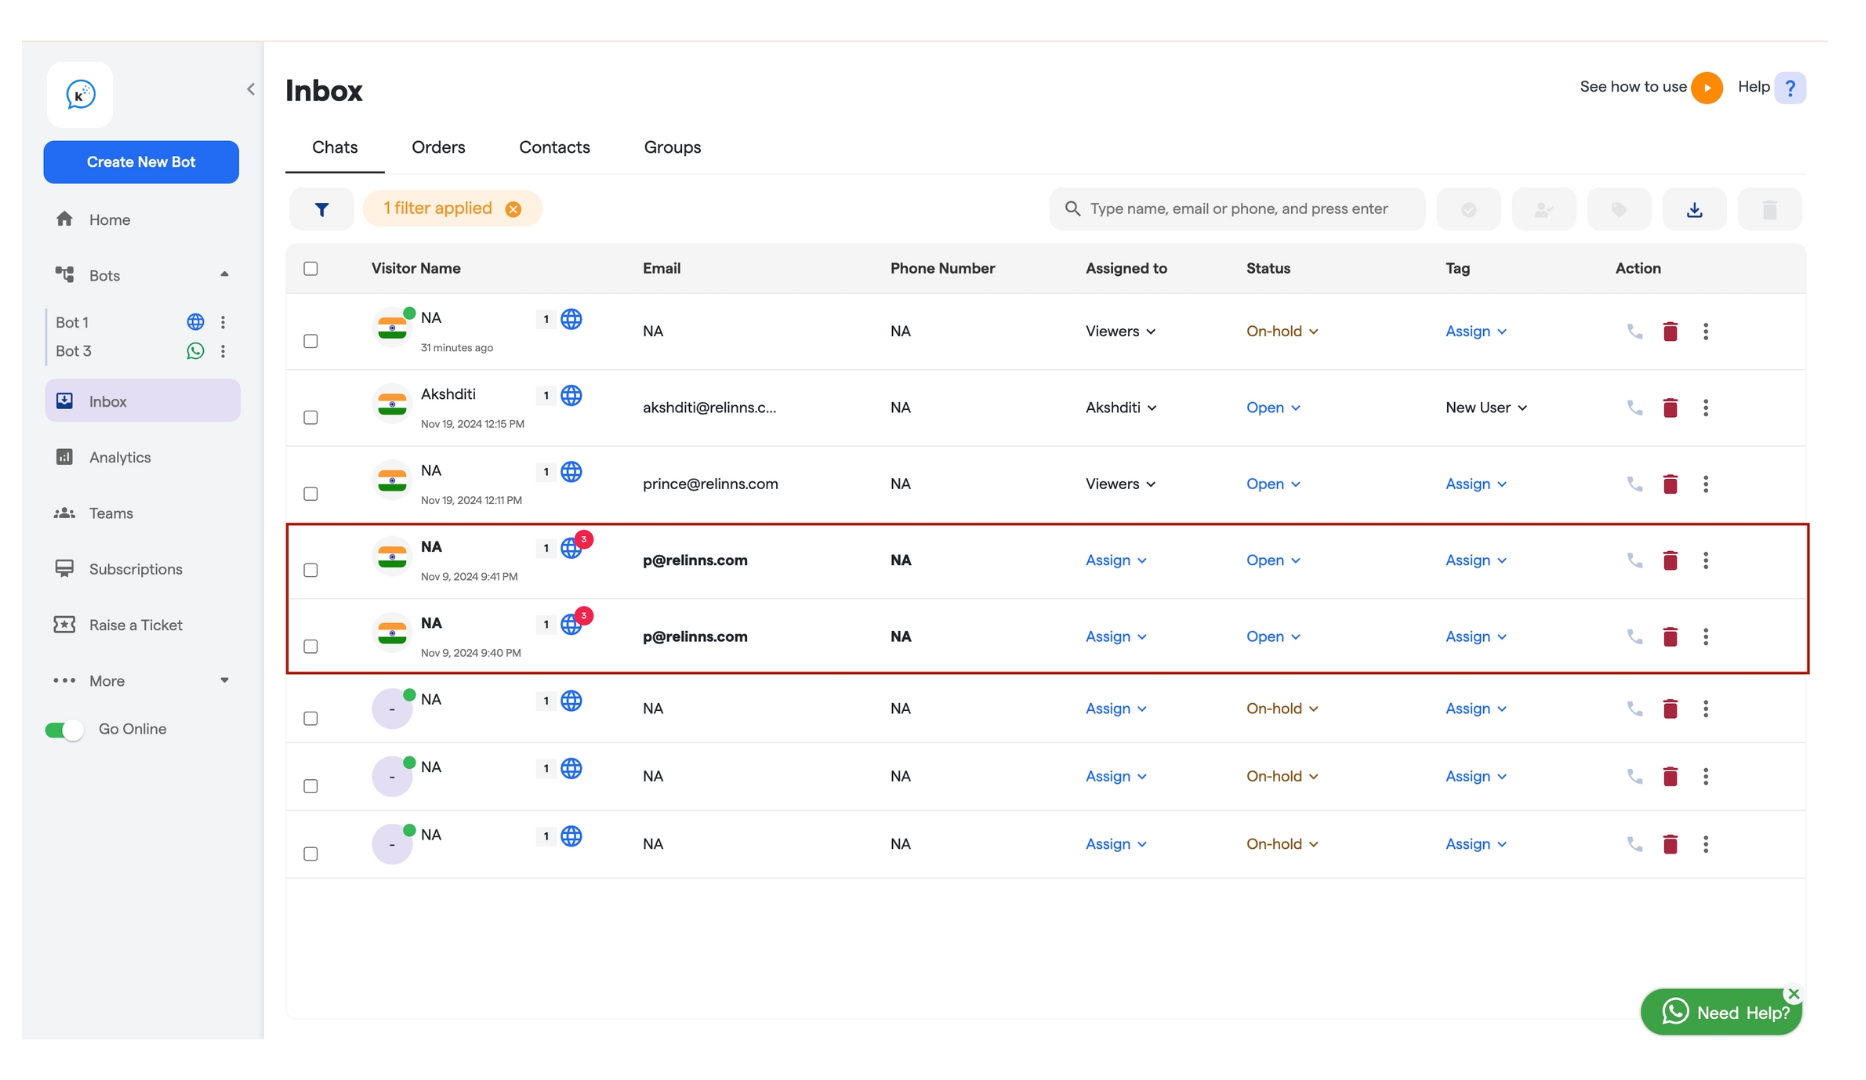 K
Inbox
See how to use
Help ?
Create New Bot
Chats Orders Contacts Groups
Home
1 filter applied
Type name, email or phone, and press enter
Bots
Visitor Name Email Phone Number Assigned to Status Tag Action
Bot 1
Bot 3
Inbox
Analytics
Teams
Subscriptions
Raise a Ticket
More
Go Online
NA 1 NA NA Viewers On-hold Assign
31 minutes ago
Akshditi 1 akshditi@relinns.c... NA Akshditi Open New User
Nov 19, 2024 12:15 PM
NA 1 prince@relinns.com NA Viewers Open Assign
Nov 19, 2024 12:11 PM
NA 1 3 p@relinns.com NA Assign Open Assign
Nov 9, 2024 9:41 PM
NA 1 3 p@relinns.com NA Assign Open Assign
Nov 9, 2024 9:40 PM
- NA 1 NA NA Assign On-hold Assign
- NA 1 NA NA Assign On-hold Assign
- NA 1 NA NA Assign On-hold Assign
Need Help?